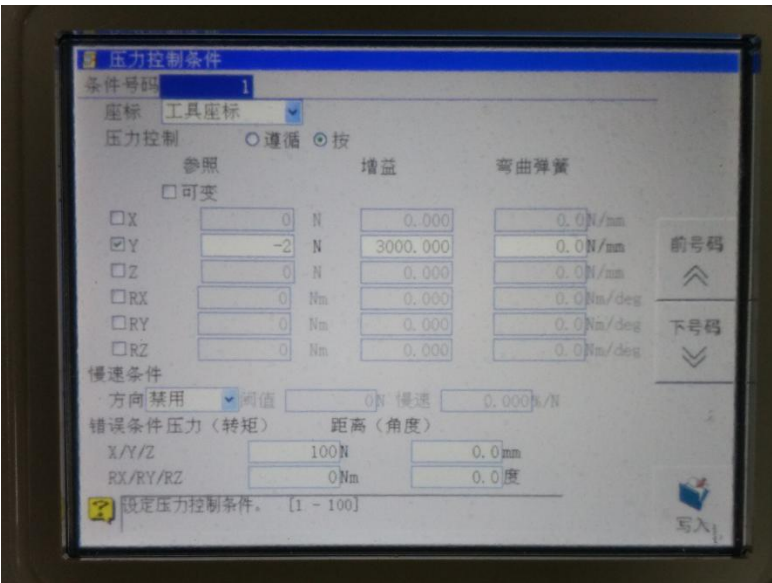 压力控制条件
条件号码 1
座标 工具座标
压力控制 遵循 按
参照 增益 弯曲弹簧
可变
X 0 N 0.000 0.0 N/mm
Y -2 N 3000.000 0.0 N/mm
Z 0 N 0.000 0.0 N/mm
RX 0 Nm 0.000 0.0 Nm/deg
RY 0 Nm 0.000 0.0 Nm/deg
RZ 0 Nm 0.000 0.0 Nm/deg
慢速条件
方向 禁用 阈值 0 N 慢速 0.000 %/N
错误条件 压力（转矩） 距离（角度）
X/Y/Z 100 N 0.0 mm
RX/RY/RZ 0 Nm 0.0 度
设定压力控制条件。 [1 - 100]
前号码
下号码
写入